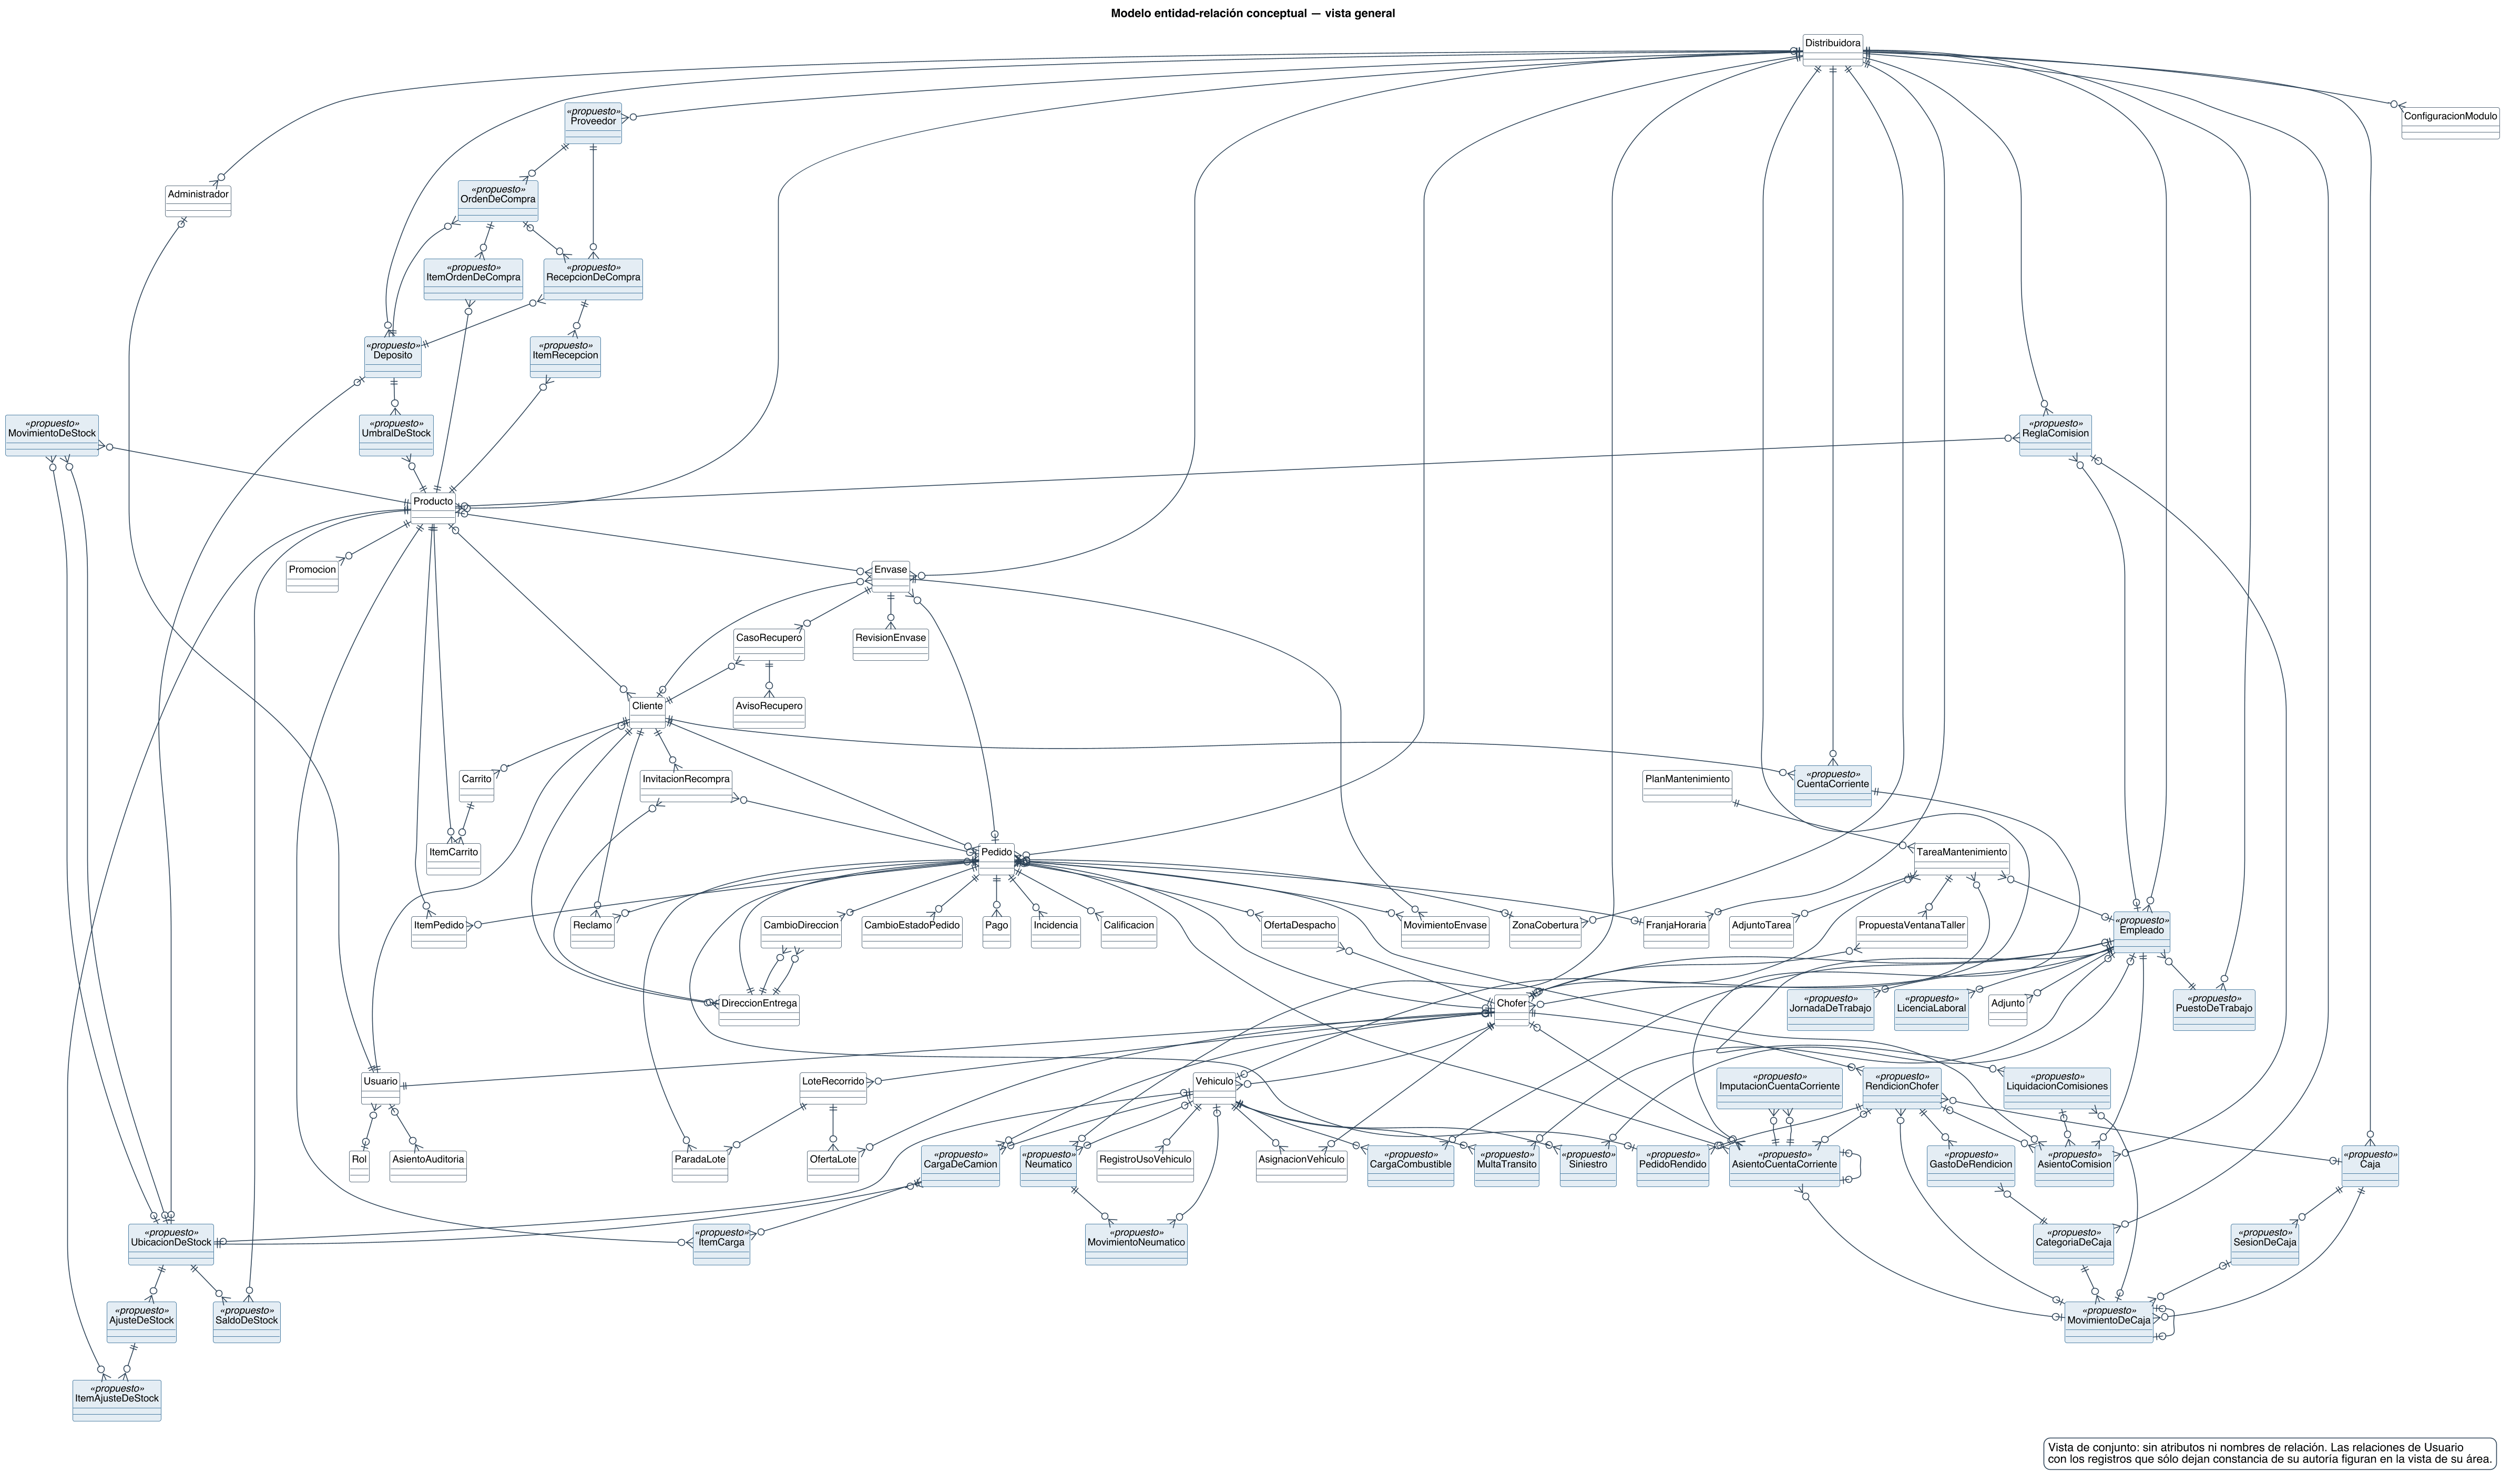 Modelo entidad-relación conceptual — vista general
Distribuidora
«propuesto»
Proveedor
ConfiguracionModulo
Administrador
«propuesto»
OrdenDeCompra
«propuesto»
ItemOrdenDeCompra
«propuesto»
RecepcionDeCompra
«propuesto»
Deposito
«propuesto»
ItemRecepcion
«propuesto»
MovimientoDeStock
«propuesto»
UmbralDeStock
«propuesto»
ReglaComision
Producto
Promocion
Envase
CasoRecupero
RevisionEnvase
Cliente
AvisoRecupero
Carrito
InvitacionRecompra
PlanMantenimiento
«propuesto»
CuentaCorriente
ItemCarrito
Pedido
TareaMantenimiento
ItemPedido
Reclamo
CambioDireccion
CambioEstadoPedido
Pago
Incidencia
Calificacion
OfertaDespacho
MovimientoEnvase
ZonaCobertura
FranjaHoraria
AdjuntoTarea
PropuestaVentanaTaller
«propuesto»
Empleado
DireccionEntrega
Chofer
«propuesto»
JornadaDeTrabajo
«propuesto»
LicenciaLaboral
Adjunto
«propuesto»
PuestoDeTrabajo
Usuario
LoteRecorrido
Vehiculo
«propuesto»
ImputacionCuentaCorriente
«propuesto»
RendicionChofer
«propuesto»
LiquidacionComisiones
Rol
AsientoAuditoria
ParadaLote
OfertaLote
«propuesto»
CargaDeCamion
«propuesto»
Neumatico
RegistroUsoVehiculo
AsignacionVehiculo
«propuesto»
CargaCombustible
«propuesto»
MultaTransito
«propuesto»
Siniestro
«propuesto»
PedidoRendido
«propuesto»
AsientoCuentaCorriente
«propuesto»
GastoDeRendicion
«propuesto»
AsientoComision
«propuesto»
Caja
«propuesto»
UbicacionDeStock
«propuesto»
ItemCarga
«propuesto»
MovimientoNeumatico
«propuesto»
CategoriaDeCaja
«propuesto»
SesionDeCaja
«propuesto»
AjusteDeStock
«propuesto»
SaldoDeStock
«propuesto»
MovimientoDeCaja
«propuesto»
ItemAjusteDeStock
Vista de conjunto: sin atributos ni nombres de relación. Las relaciones de Usuario
con los registros que sólo dejan constancia de su autoría figuran en la vista de su área.